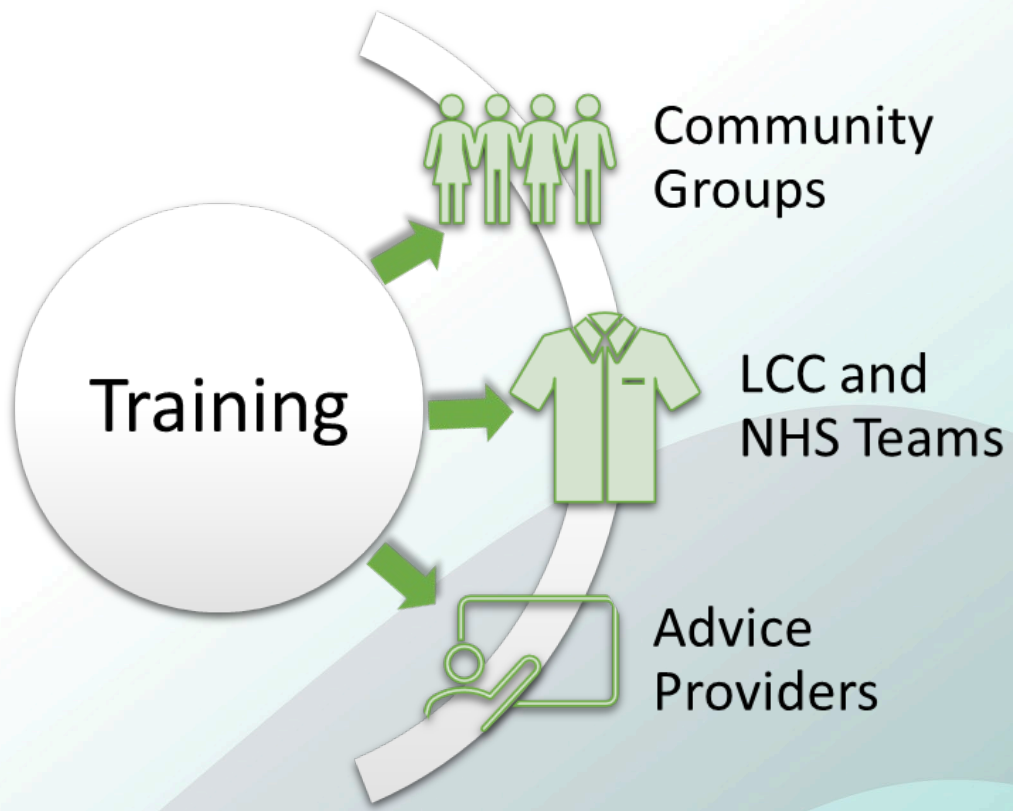 Community
Groups
Training
LCC and
NHS Teams
Advice
Providers